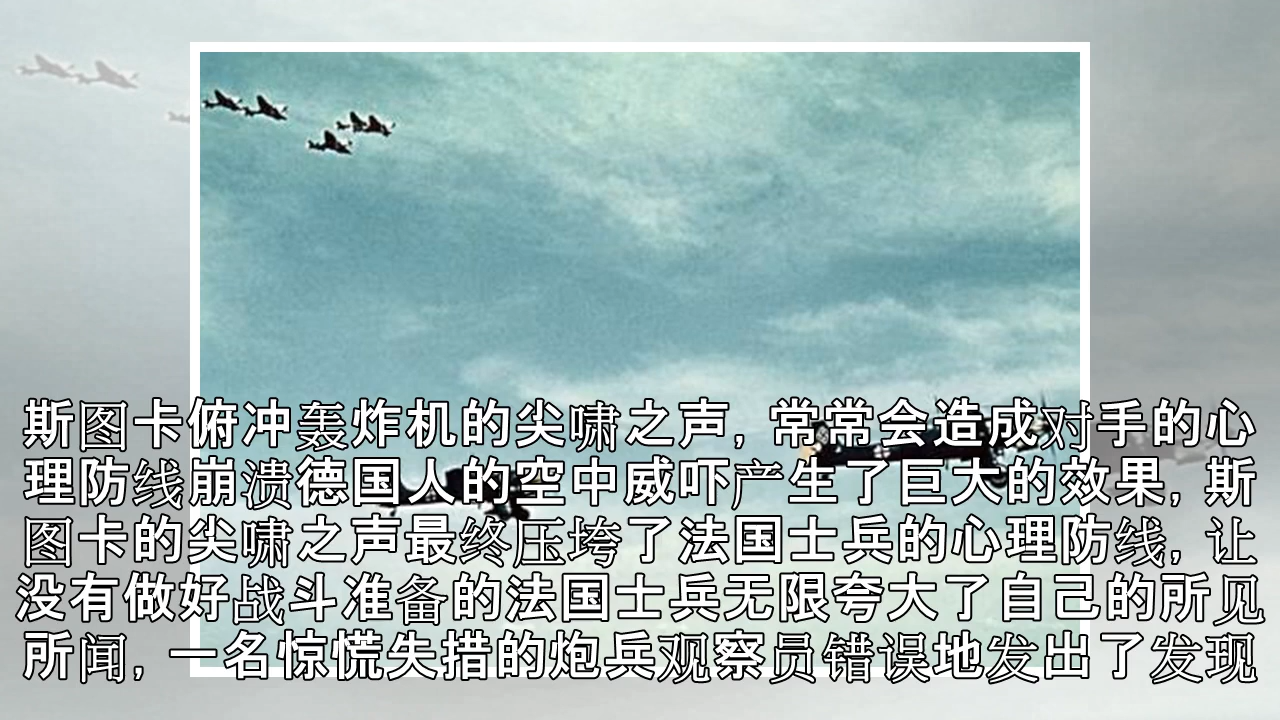 斯图卡俯冲轰炸机的尖啸之声,常常会造成对手的心
理防线崩溃德国人的空中威吓产生了巨大的效果,斯
图卡的尖啸之声最终压垮了法国士兵的心理防线,让
没有做好战斗准备的法国士兵无限夸大了自己的所见
所闻,一名惊慌失措的炮兵观察员错误地发出了发现